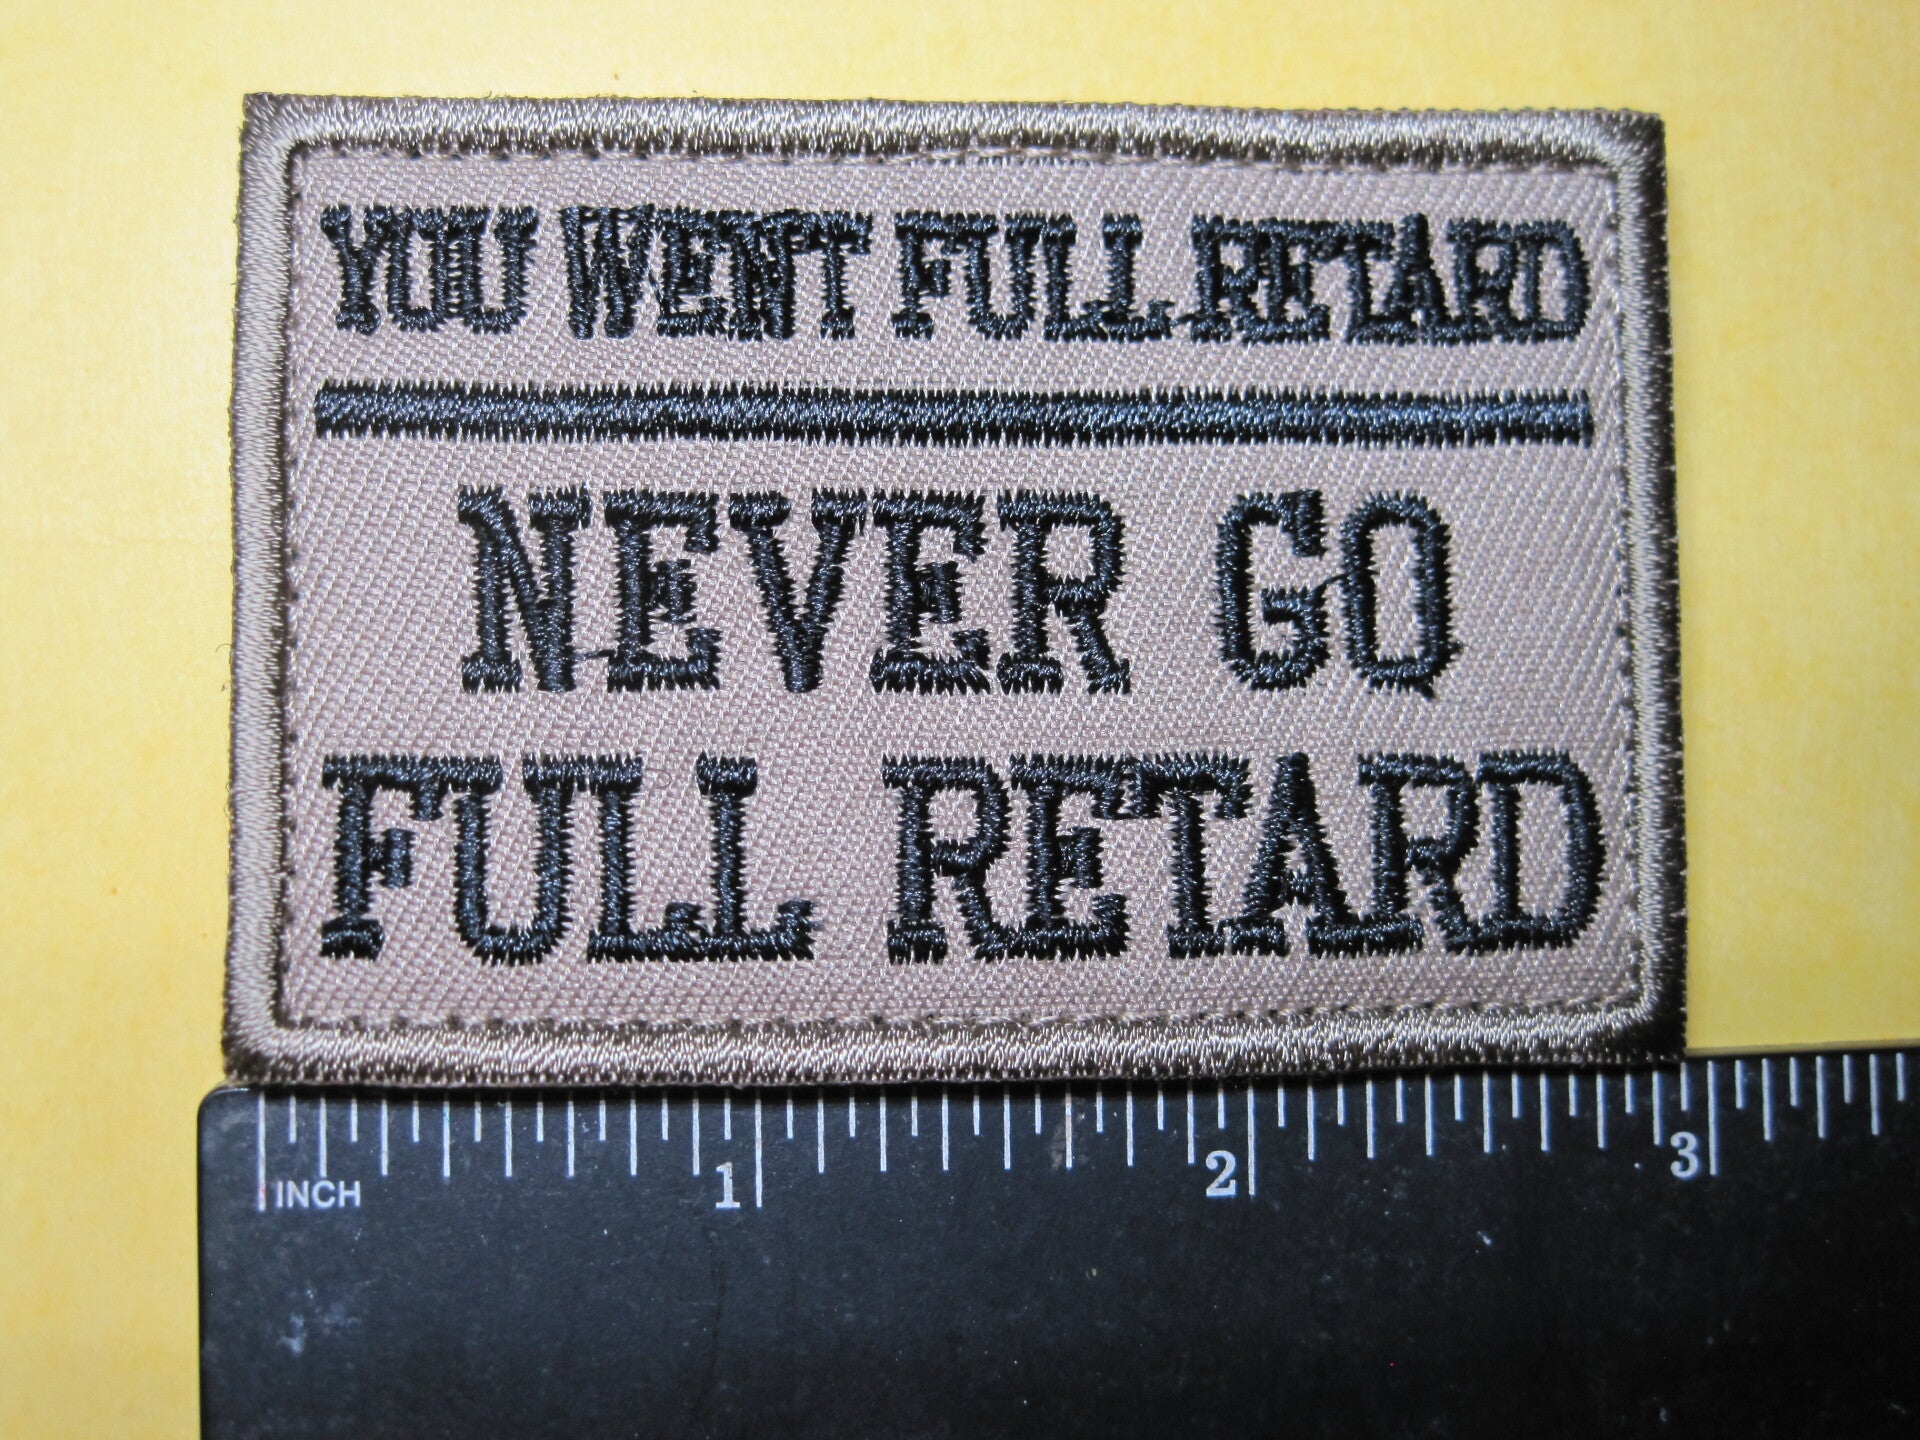 YOU WENT FULL RETARD
NEVER GO
FULL RETARD
INCH 1 2 3